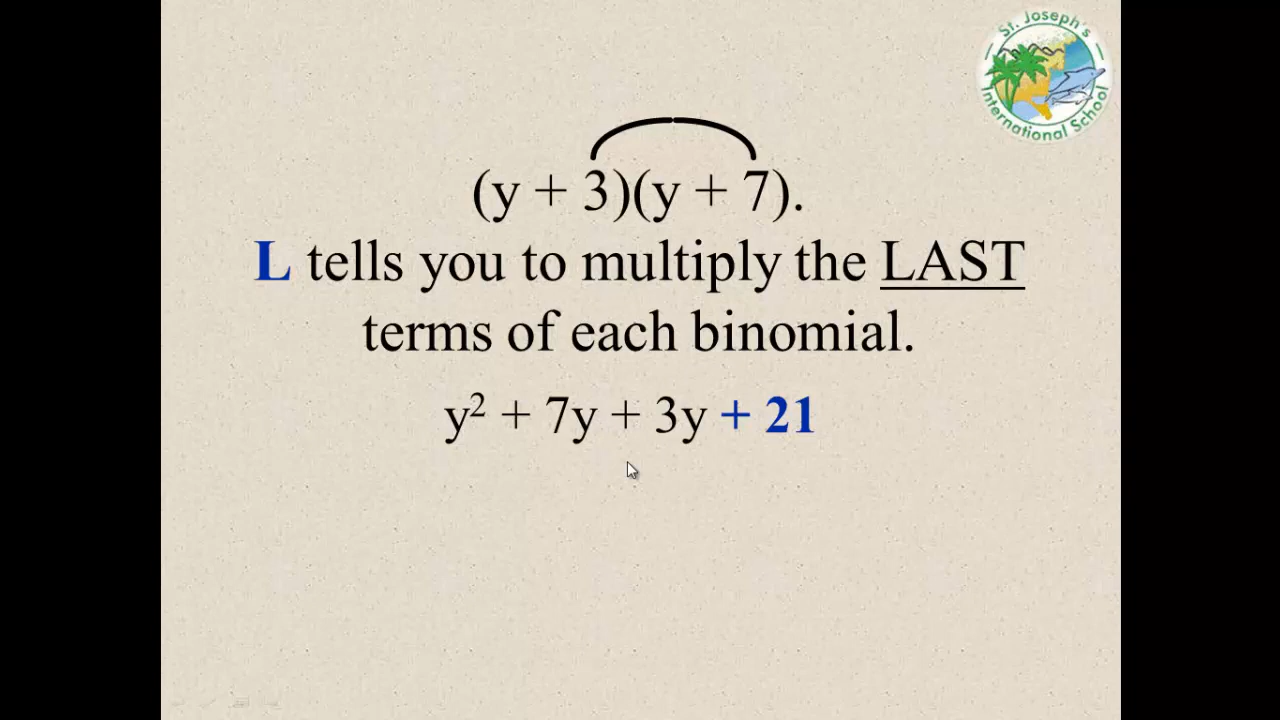 St. Joseph's
International School
(y + 3)(y + 7).
L tells you to multiply the LAST
terms of each binomial.
y² + 7y + 3y + 21